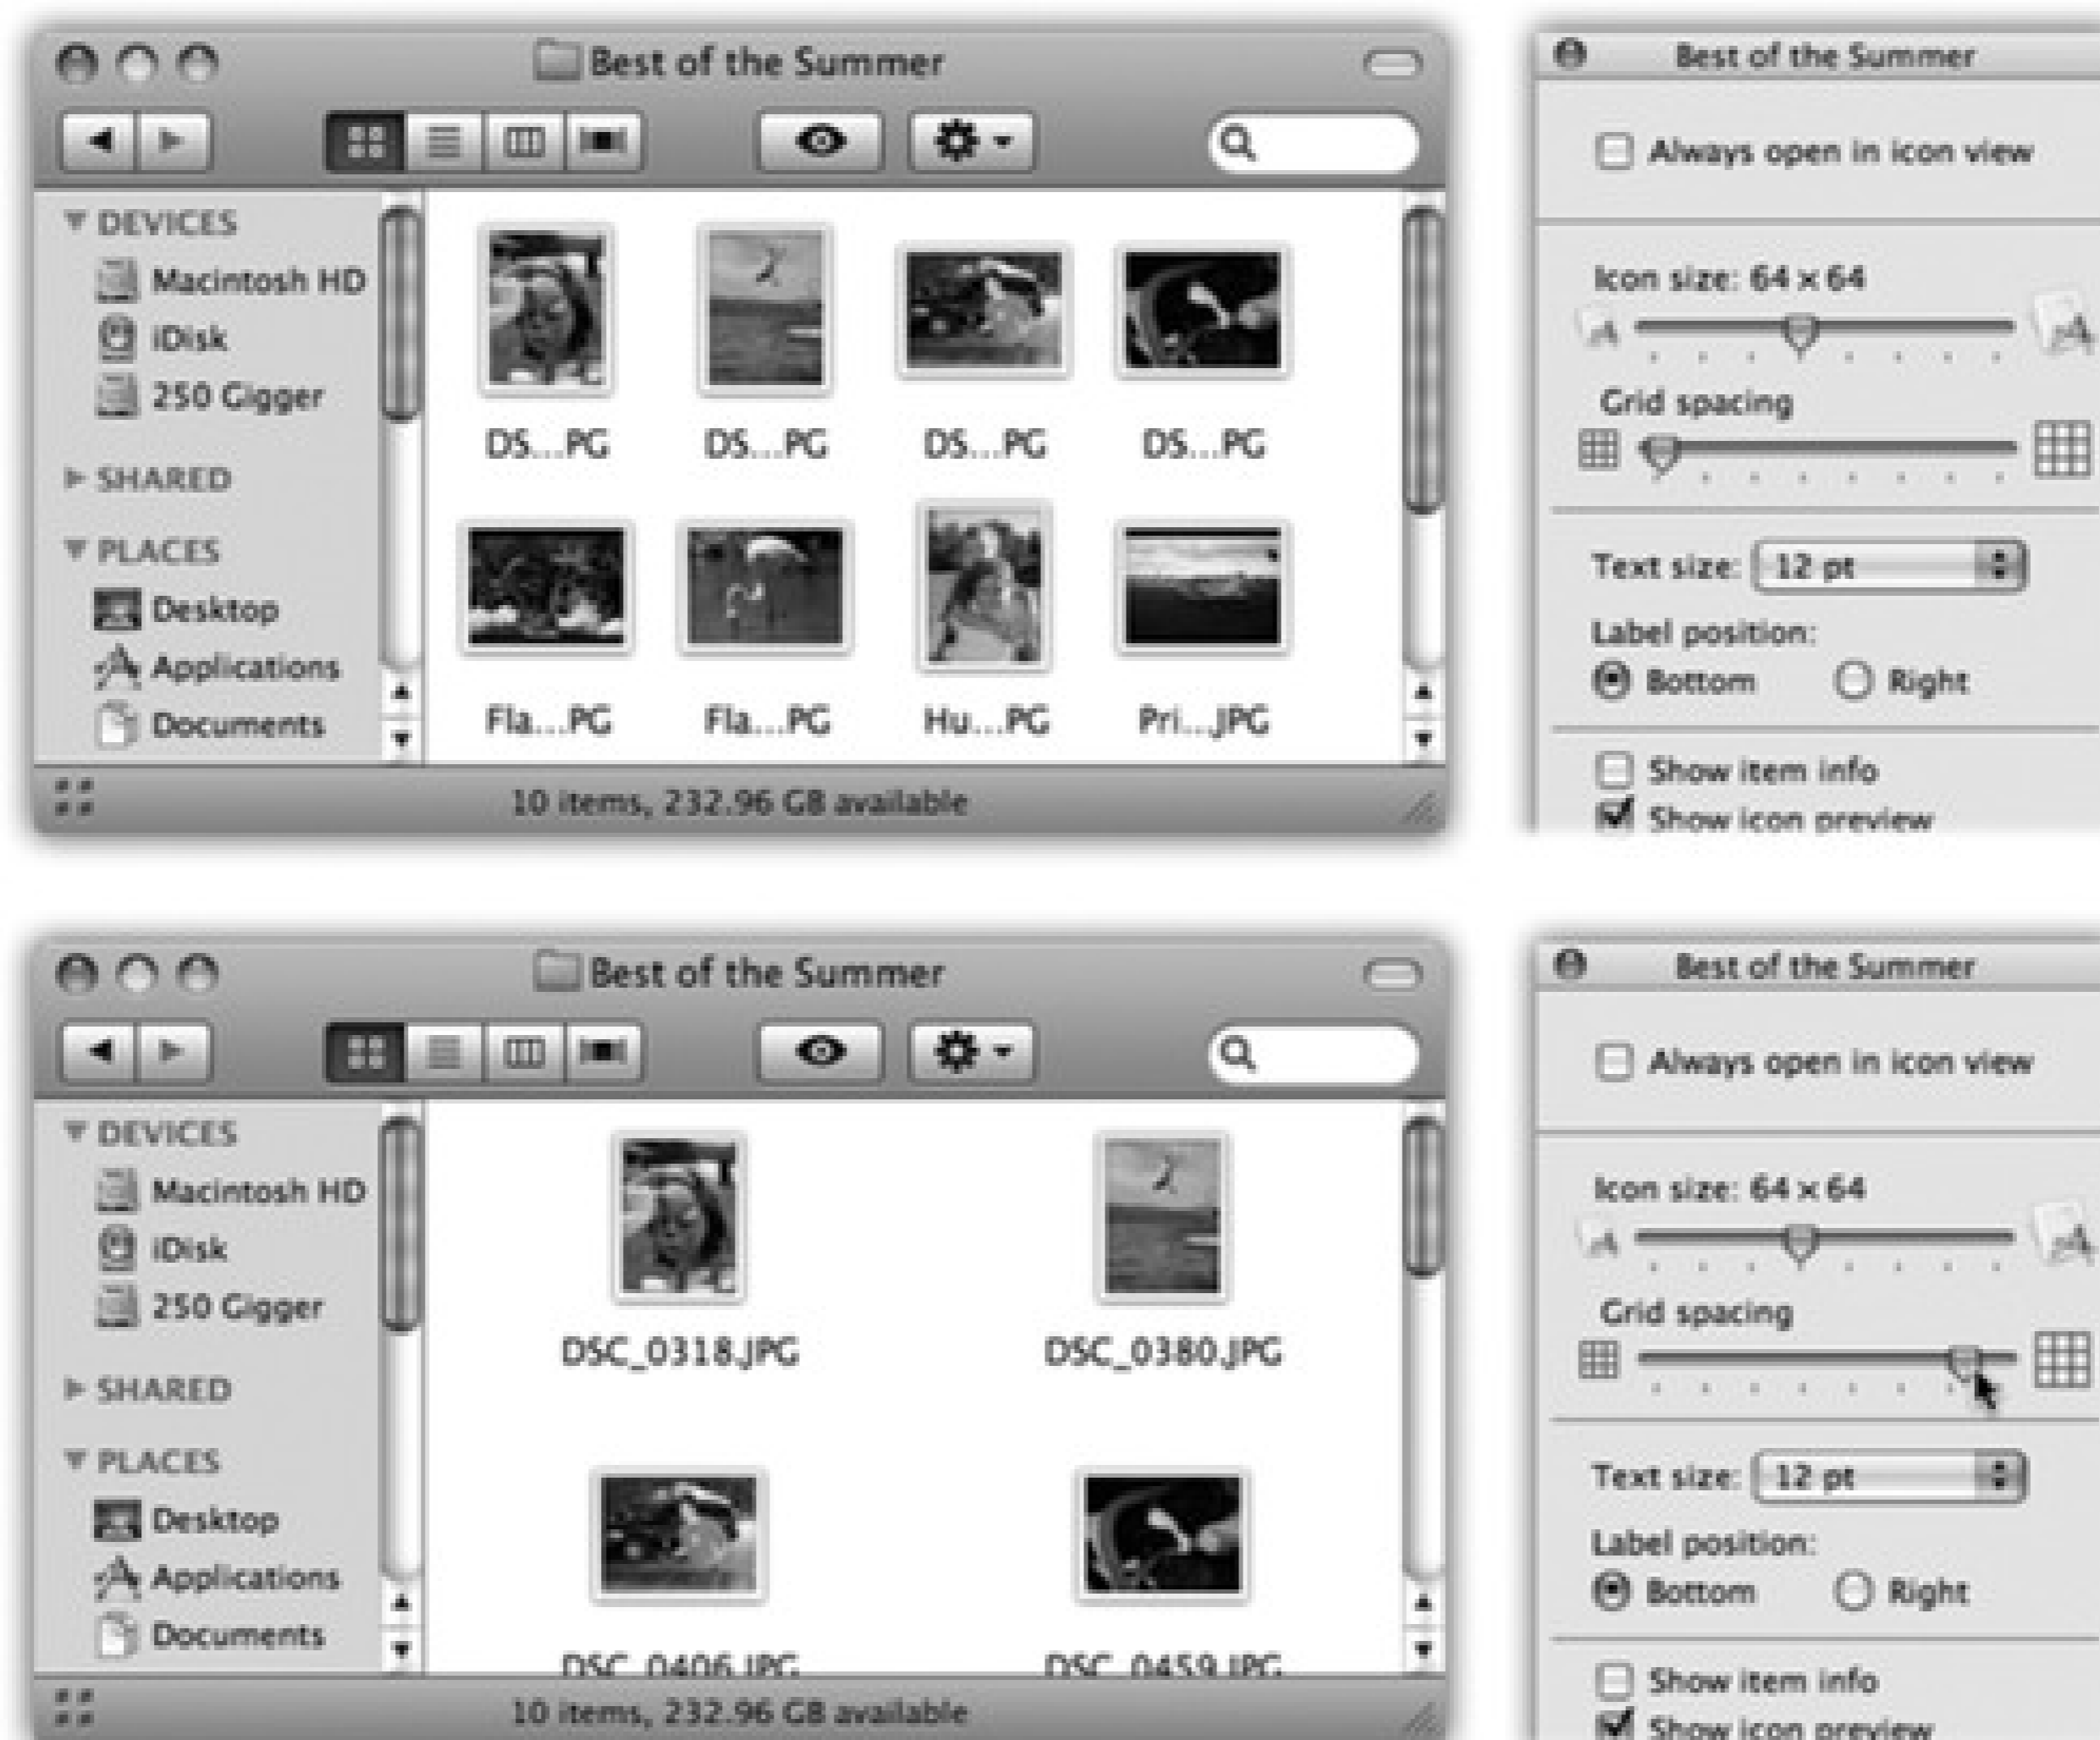 Best of the Summer
DEVICES
Macintosh HD
iDisk
250 Gigger
SHARED
PLACES
Desktop
Applications
Documents
DS...PG DS...PG DS...PG DS...PG
Fla...PG Fla...PG Hu...PG Pri...JPG
10 items, 232.96 GB available
Best of the Summer
Always open in icon view
Icon size: 64 x 64
Grid spacing
Text size: 12 pt
Label position:
Bottom Right
Show item info
Show icon preview
Best of the Summer
DEVICES
Macintosh HD
iDisk
250 Gigger
SHARED
PLACES
Desktop
Applications
Documents
DSC_0318.JPG DSC_0380.JPG
DSC_0406.JPG DSC_0459.JPG
10 items, 232.96 GB available
Best of the Summer
Always open in icon view
Icon size: 64 x 64
Grid spacing
Text size: 12 pt
Label position:
Bottom Right
Show item info
Show icon preview